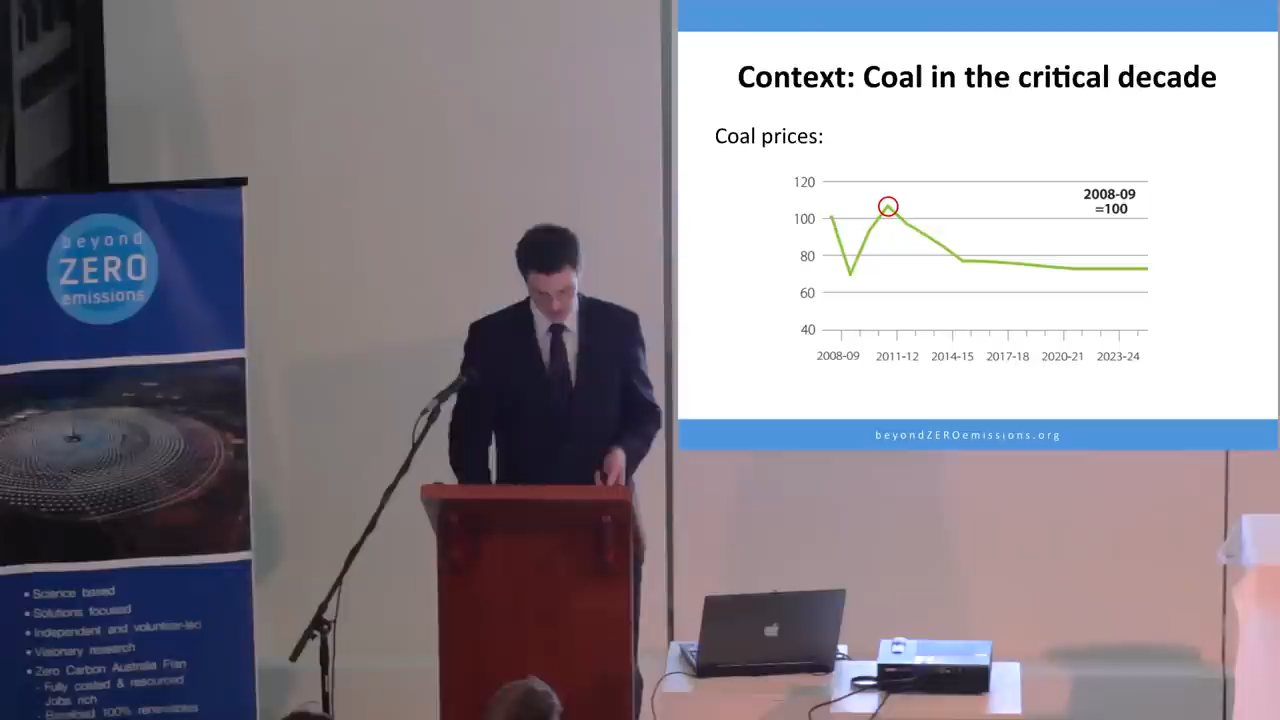 beyond
ZERO
emissions
• Science based
• Solutions focused
• Independent and volunteer-led
• Visionary research
• Zero Carbon Australia Plan
- Fully costed & resourced
Jobs rich
- Baseload 100% renewables
Context: Coal in the critical decade
Coal prices:
120
100
80
60
40
2008-09
=100
2008-09
2011-12
2014-15
2017-18
2020-21
2023-24
beyondZEROemissions.org